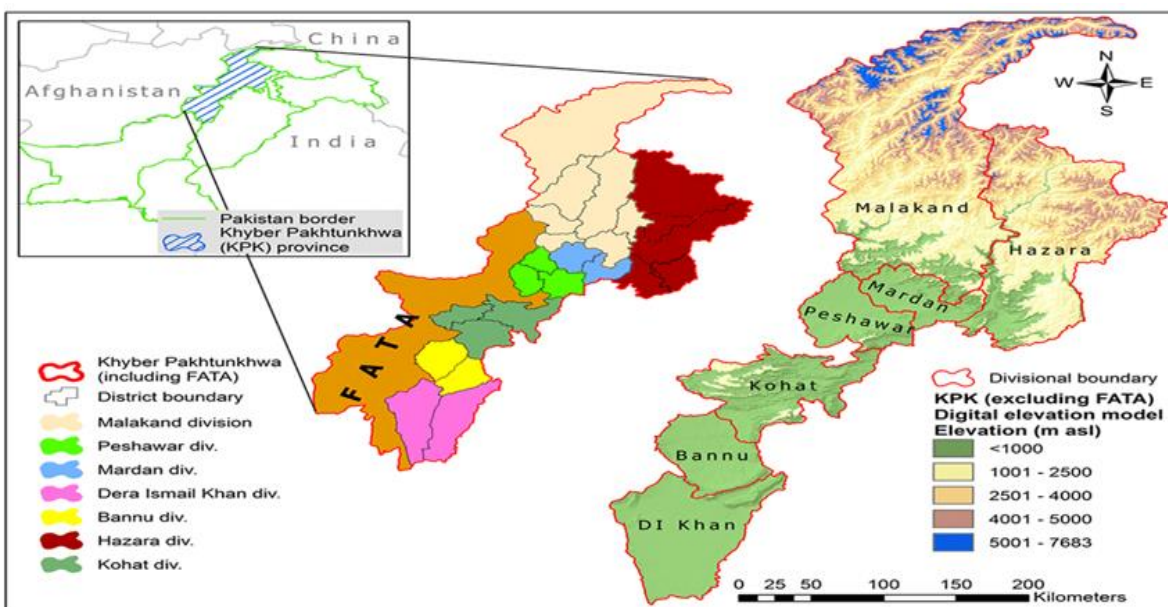 China
Afghanistan
India
Pakistan border
Khyber Pakhtunkhwa
(KPK) province
N
W E
S
Malakand
Hazara
Mardan
Peshawar
Kohat
Bannu
DI Khan
FATA
Khyber Pakhtunkhwa
(including FATA)
District boundary
Malakand division
Peshawar div.
Mardan div.
Dera Ismail Khan div.
Bannu div.
Hazara div.
Kohat div.
Divisional boundary
KPK (excluding FATA)
Digital elevation model
Elevation (m asl)
<1000
1001 - 2500
2501 - 4000
4001 - 5000
5001 - 7683
0 25 50 100 150 200
Kilometers